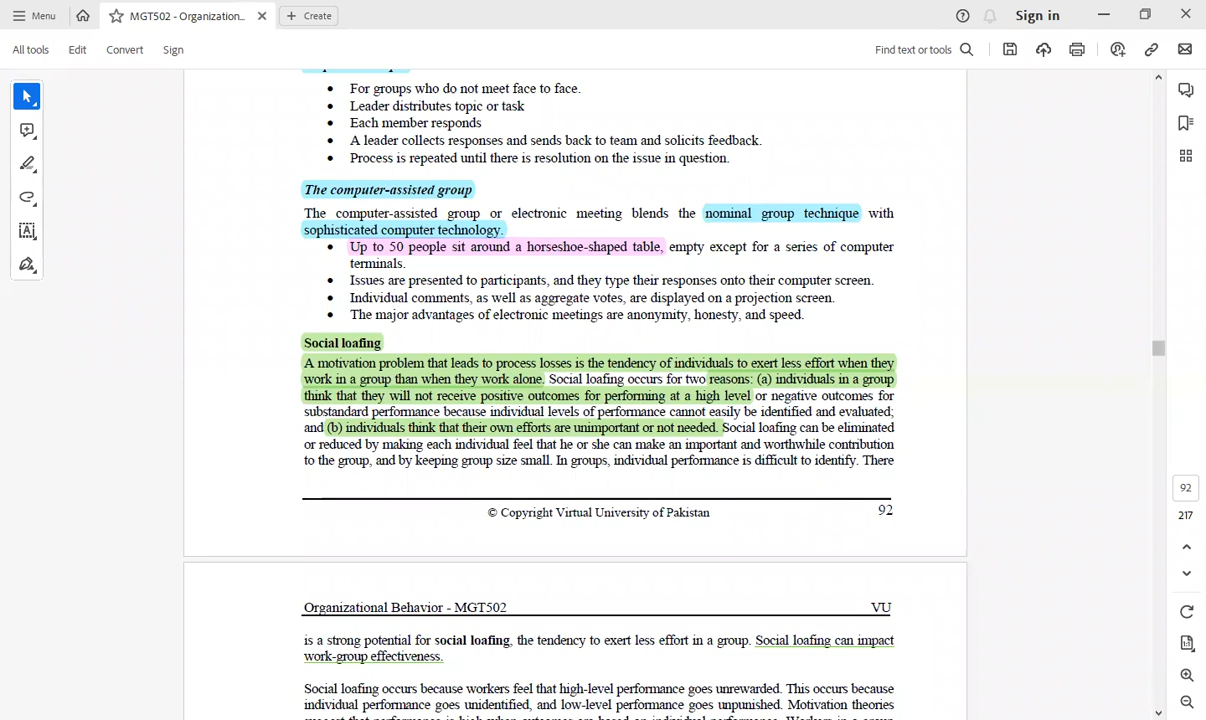 Menu
MGT502 - Organization...
Create
Sign in
All tools
Edit
Convert
Sign
Find text or tools
• For groups who do not meet face to face.
• Leader distributes topic or task
• Each member responds
• A leader collects responses and sends back to team and solicits feedback.
• Process is repeated until there is resolution on the issue in question.
The computer-assisted group
The computer-assisted group or electronic meeting blends the nominal group technique with
sophisticated computer technology.
• Up to 50 people sit around a horseshoe-shaped table, empty except for a series of computer
terminals.
• Issues are presented to participants, and they type their responses onto their computer screen.
• Individual comments, as well as aggregate votes, are displayed on a projection screen.
• The major advantages of electronic meetings are anonymity, honesty, and speed.
Social loafing
A motivation problem that leads to process losses is the tendency of individuals to exert less effort when they
work in a group than when they work alone. Social loafing occurs for two reasons: (a) individuals in a group
think that they will not receive positive outcomes for performing at a high level or negative outcomes for
substandard performance because individual levels of performance cannot easily be identified and evaluated;
and (b) individuals think that their own efforts are unimportant or not needed. Social loafing can be eliminated
or reduced by making each individual feel that he or she can make an important and worthwhile contribution
to the group, and by keeping group size small. In groups, individual performance is difficult to identify. There
© Copyright Virtual University of Pakistan
92
92
217
Organizational Behavior - MGT502
VU
is a strong potential for social loafing, the tendency to exert less effort in a group. Social loafing can impact
work-group effectiveness.
Social loafing occurs because workers feel that high-level performance goes unrewarded. This occurs because
individual performance goes unidentified, and low-level performance goes unpunished. Motivation theories